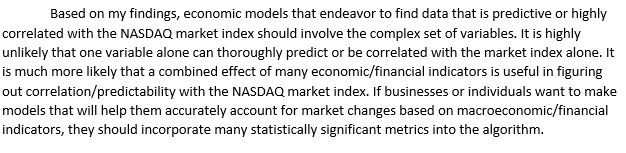 Based on my findings, economic models that endeavor to find data that is predictive or highly
correlated with the NASDAQ market index should involve the complex set of variables. It is highly
unlikely that one variable alone can thoroughly predict or be correlated with the market index alone. It
is much more likely that a combined effect of many economic/financial indicators is useful in figuring
out correlation/predictability with the NASDAQ market index. If businesses or individuals want to make
models that will help them accurately account for market changes based on macroeconomic/financial
indicators, they should incorporate many statistically significant metrics into the algorithm.